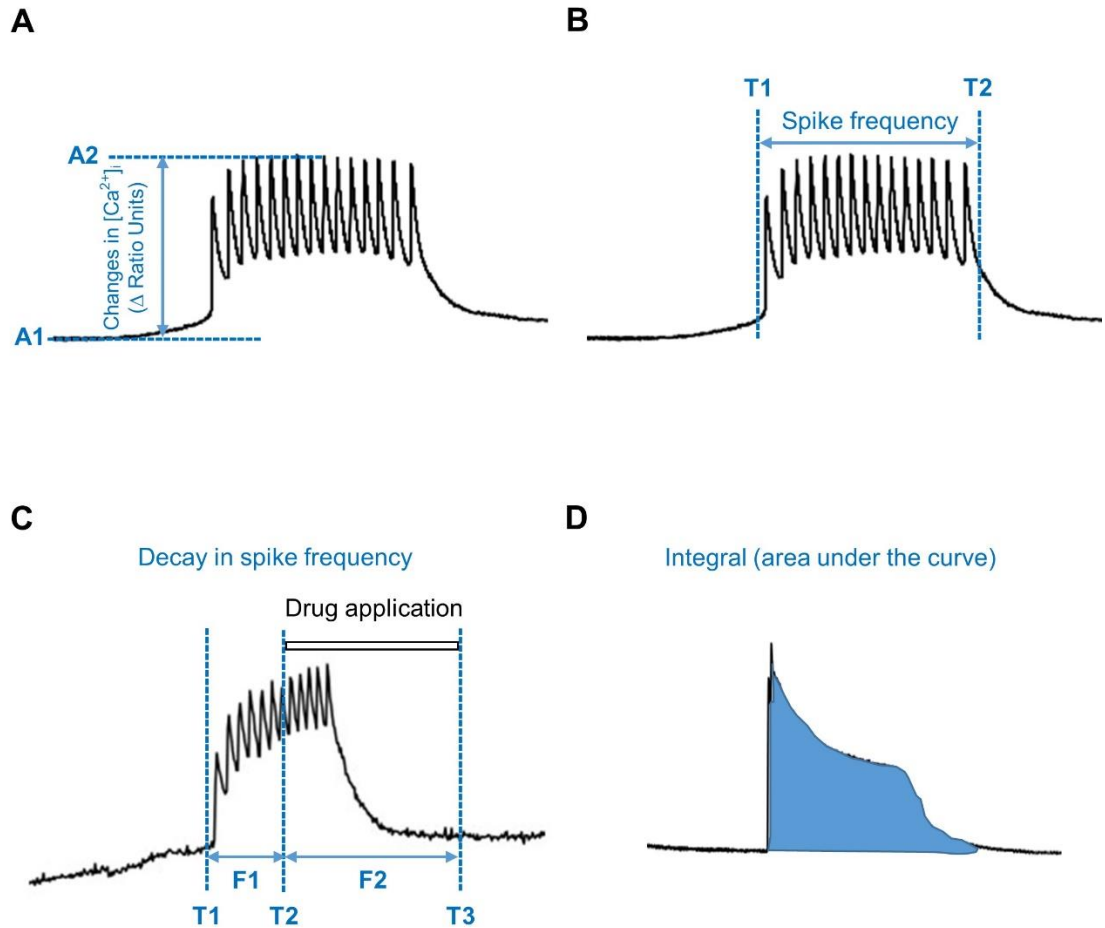 A
A2
Changes in [Ca²⁺]ᵢ
(Δ Ratio Units)
A1
B
T1
T2
Spike frequency
C
Decay in spike frequency
Drug application
F1
F2
T1
T2
T3
D
Integral (area under the curve)